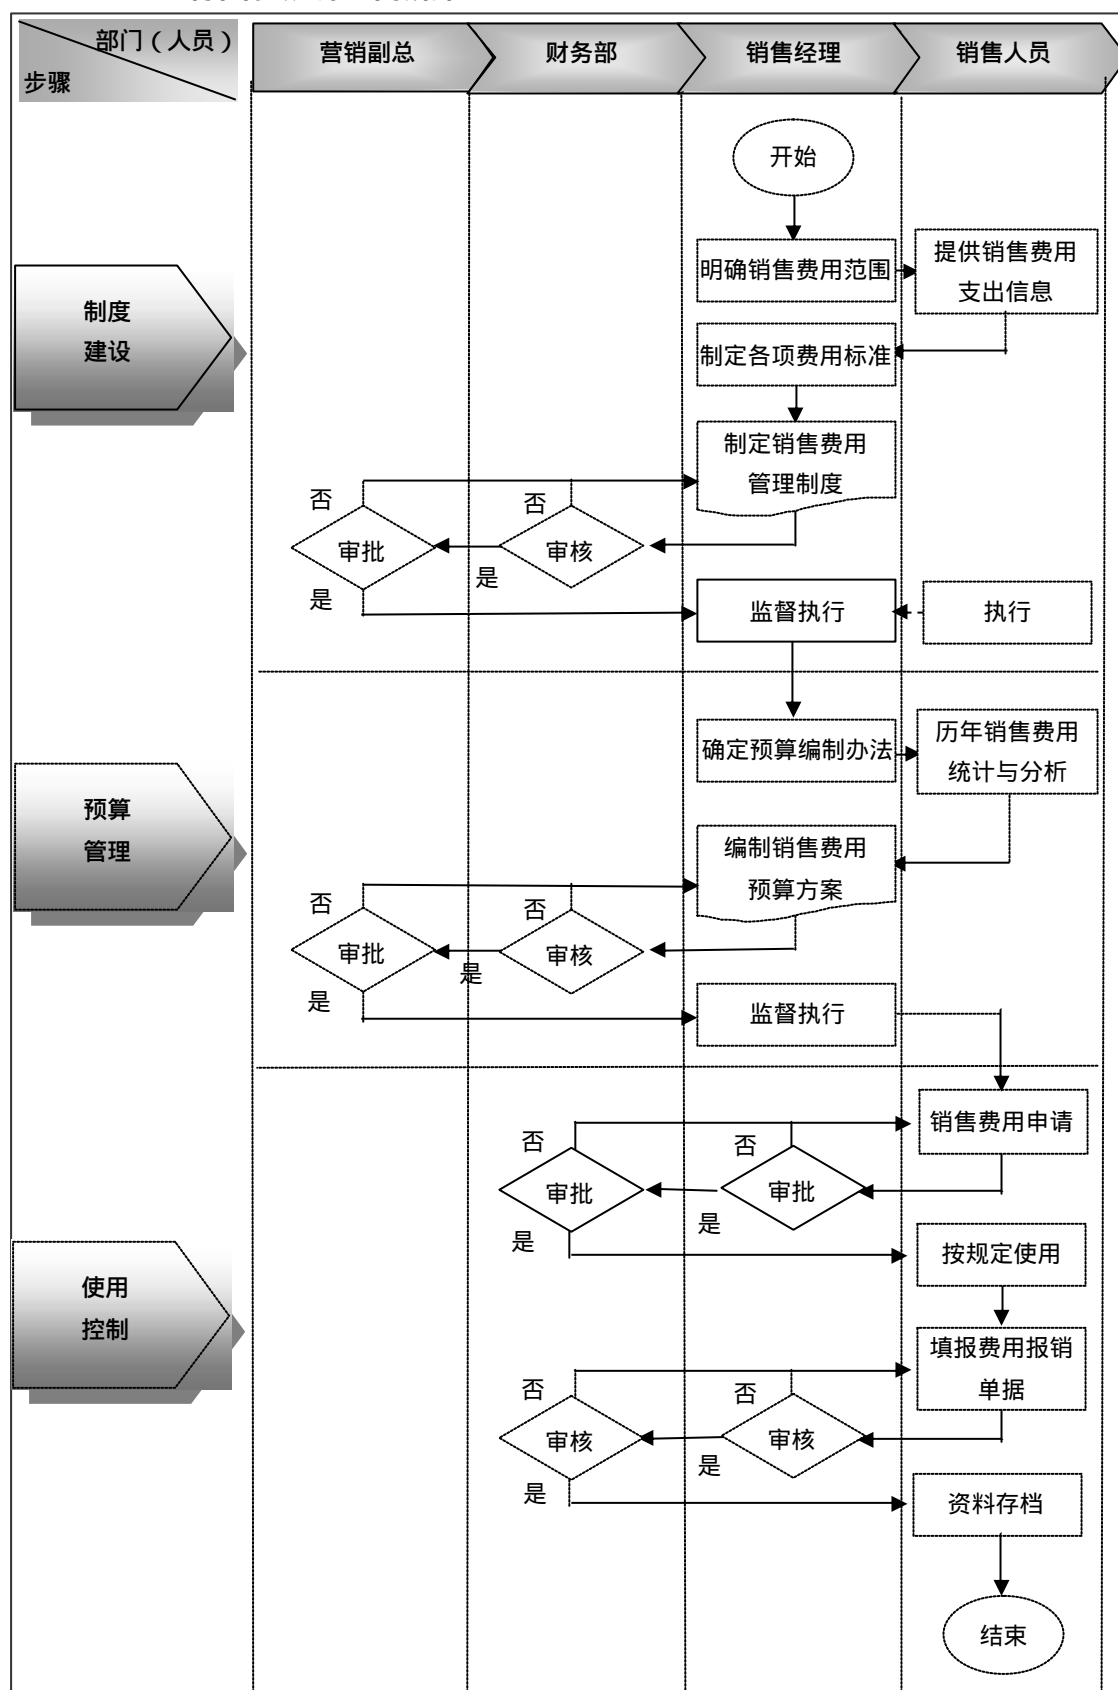 部门（人员）
步骤
营销副总
财务部
销售经理
销售人员
开始
明确销售费用范围
提供销售费用
支出信息
制度
建设
制定各项费用标准
制定销售费用
管理制度
否
否
审批
审核
是
是
监督执行
执行
确定预算编制办法
历年销售费用
统计与分析
预算
管理
编制销售费用
预算方案
否
否
审批
审核
是
是
监督执行
销售费用申请
否
否
审批
审批
是
是
按规定使用
使用
控制
填报费用报销
单据
否
否
审核
审核
是
是
资料存档
结束